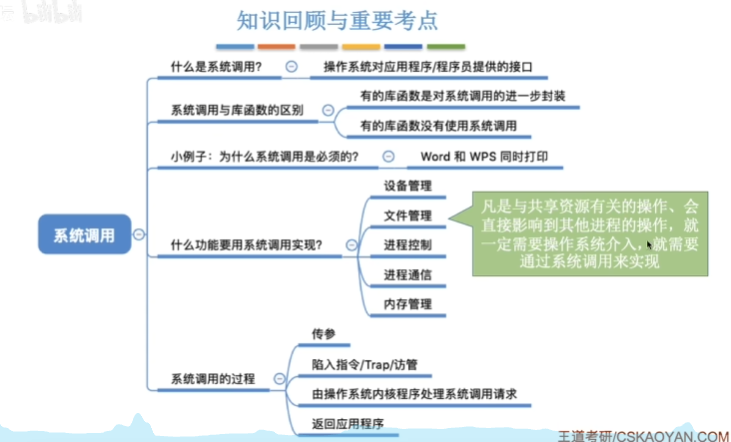 bilibili
知识回顾与重要考点
什么是系统调用?
操作系统对应用程序/程序员提供的接口
系统调用与库函数的区别
有的库函数是对系统调用的进一步封装
有的库函数没有使用系统调用
小例子：为什么系统调用是必须的?
Word 和 WPS 同时打印
系统调用
什么功能要用系统调用实现?
设备管理
文件管理
进程控制
进程通信
内存管理
凡是与共享资源有关的操作、会
直接影响到其他进程的操作，就
一定需要操作系统介入，就需要
通过系统调用来实现
系统调用的过程
传参
陷入指令/Trap/访管
由操作系统内核程序处理系统调用请求
返回应用程序
王道考研/CSKAOYAN.COM